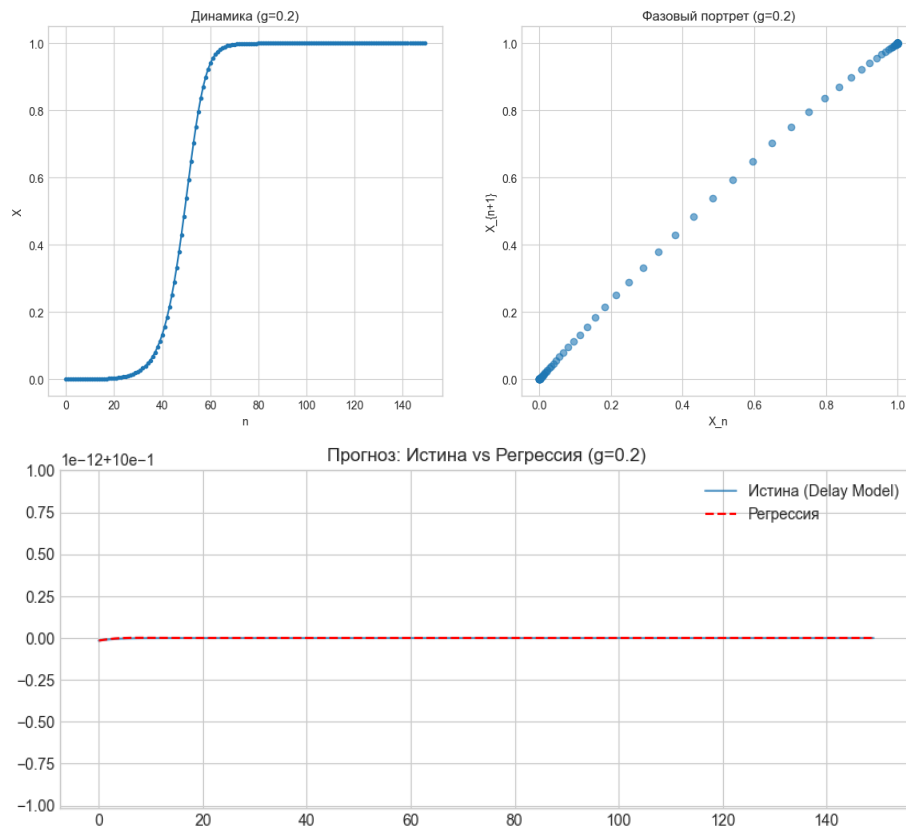 Динамика (g=0.2)
1.0
0.8
0.6
0.4
0.2
0.0
X
0 20 40 60 80 100 120 140
n
Фазовый портрет (g=0.2)
1.0
0.8
0.6
0.4
0.2
0.0
X_{n+1}
0.0 0.2 0.4 0.6 0.8 1.0
X_n
Прогноз: Истина vs Регрессия (g=0.2)
1e−12+10e−1
1.00
0.75
0.50
0.25
0.00
−0.25
−0.50
−0.75
−1.00
Истина (Delay Model)
Регрессия
0 20 40 60 80 100 120 140